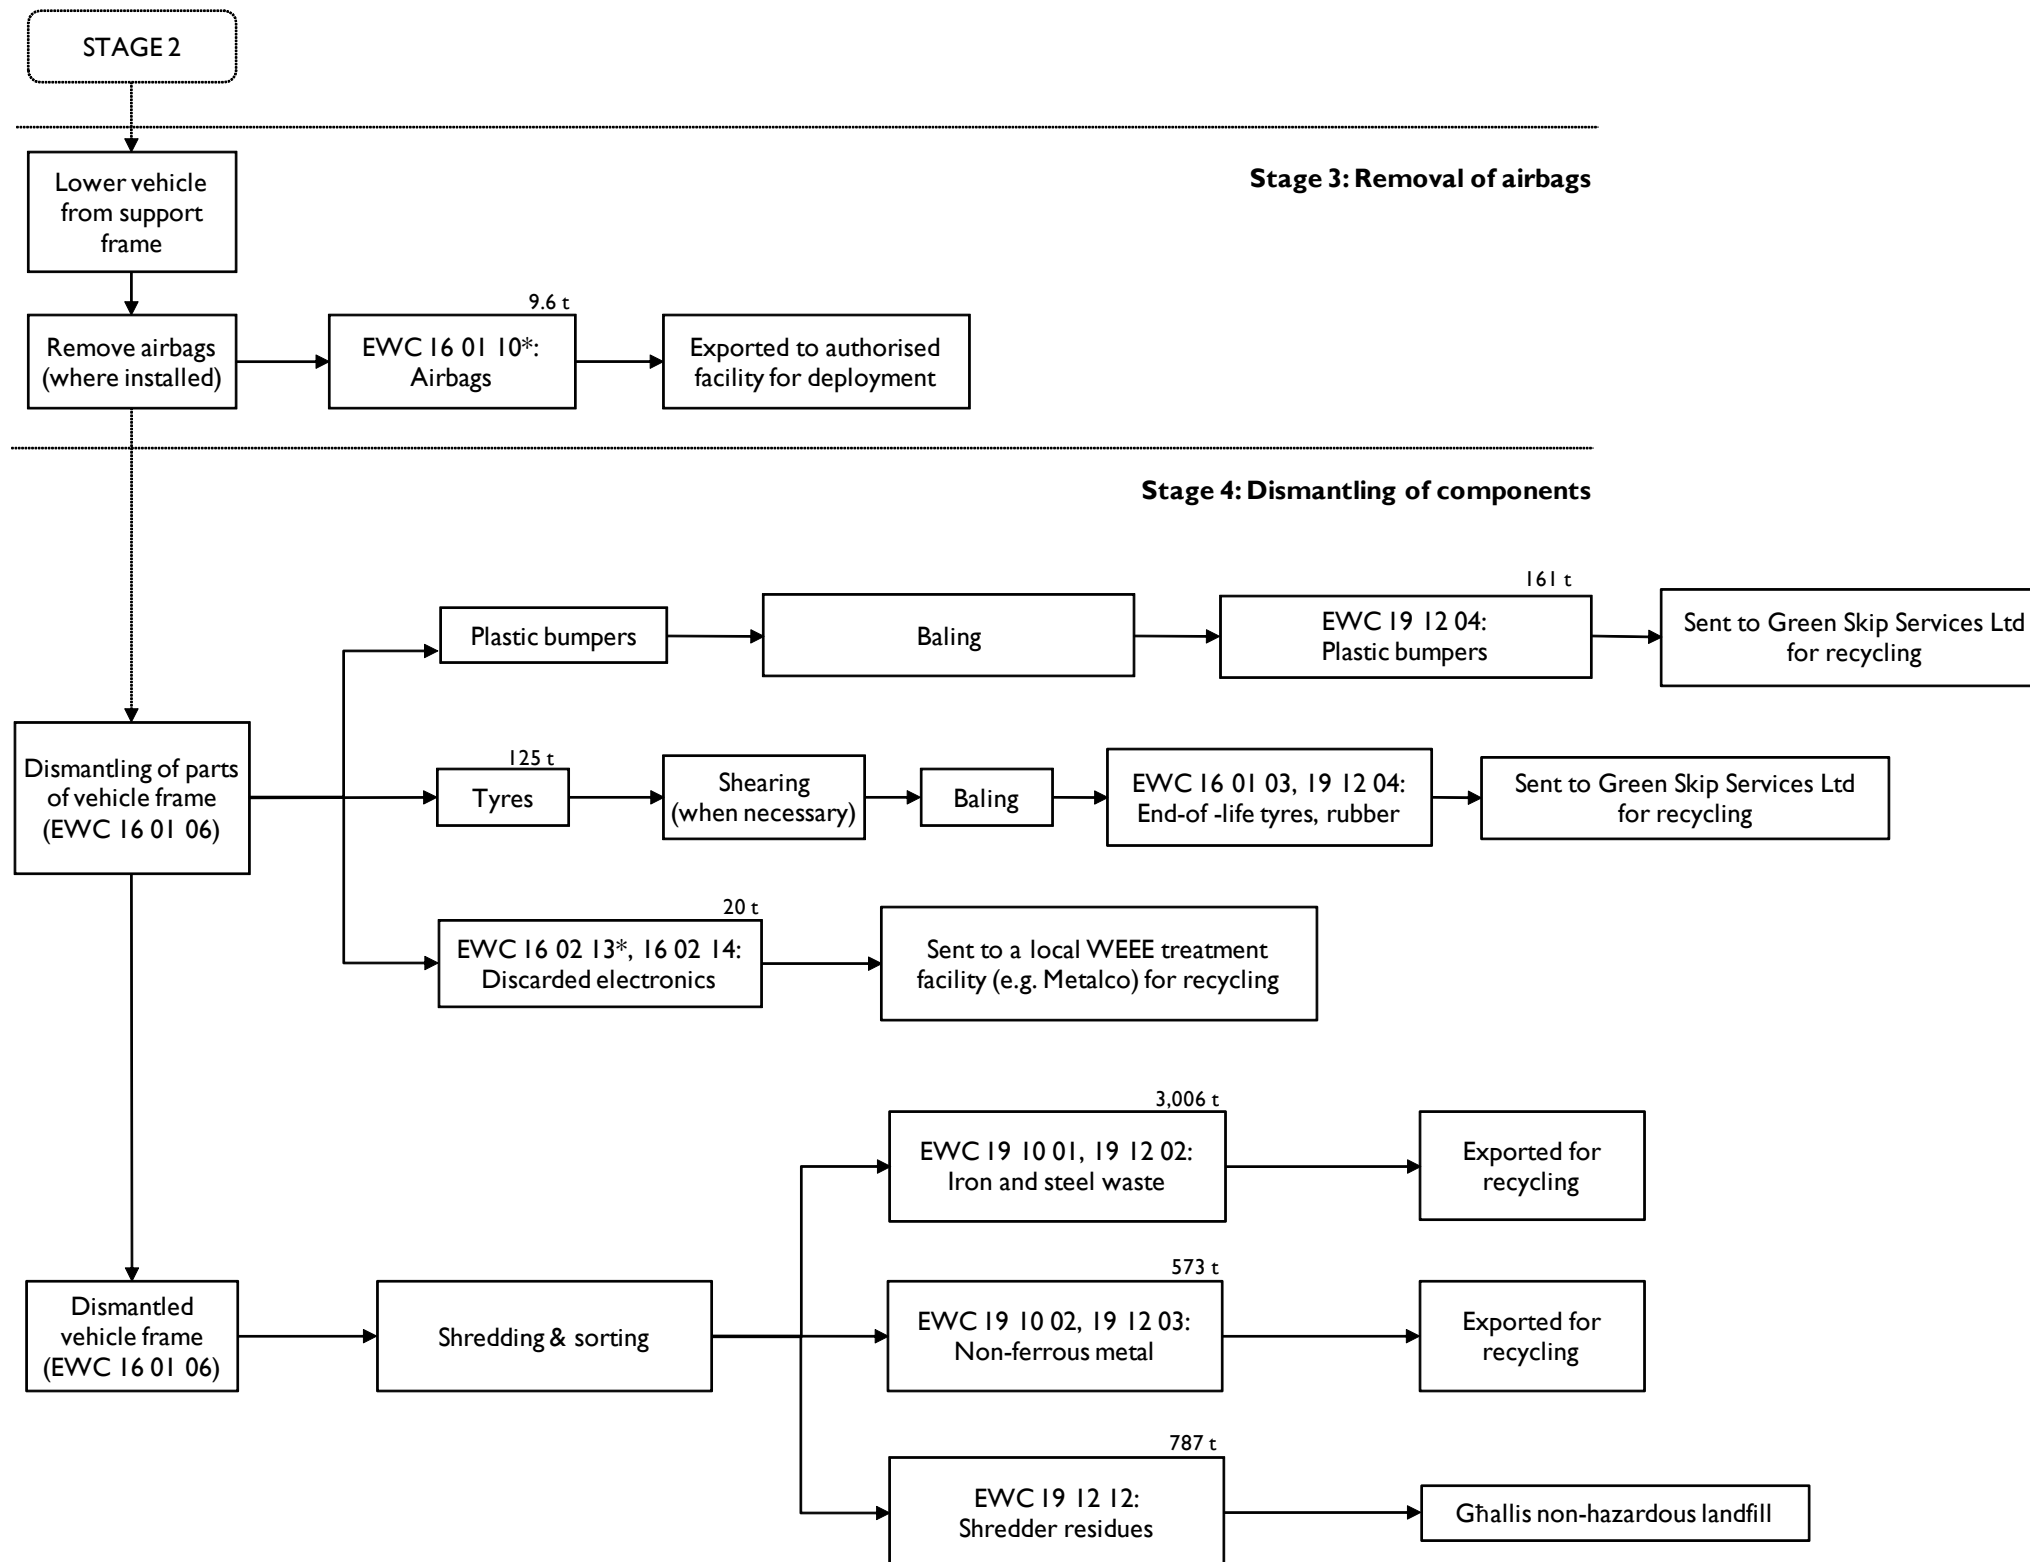 STAGE 2
Stage 3: Removal of airbags
Lower vehicle
from support
frame
Remove airbags
(where installed)
9.6 t
EWC 16 01 10*:
Airbags
Exported to authorised
facility for deployment
Stage 4: Dismantling of components
Dismantling of parts
of vehicle frame
(EWC 16 01 06)
Plastic bumpers
Baling
161 t
EWC 19 12 04:
Plastic bumpers
Sent to Green Skip Services Ltd
for recycling
125 t
Tyres
Shearing
(when necessary)
Baling
EWC 16 01 03, 19 12 04:
End-of -life tyres, rubber
Sent to Green Skip Services Ltd
for recycling
20 t
EWC 16 02 13*, 16 02 14:
Discarded electronics
Sent to a local WEEE treatment
facility (e.g. Metalco) for recycling
Dismantled
vehicle frame
(EWC 16 01 06)
Shredding & sorting
3,006 t
EWC 19 10 01, 19 12 02:
Iron and steel waste
Exported for
recycling
573 t
EWC 19 10 02, 19 12 03:
Non-ferrous metal
Exported for
recycling
787 t
EWC 19 12 12:
Shredder residues
Għallis non-hazardous landfill